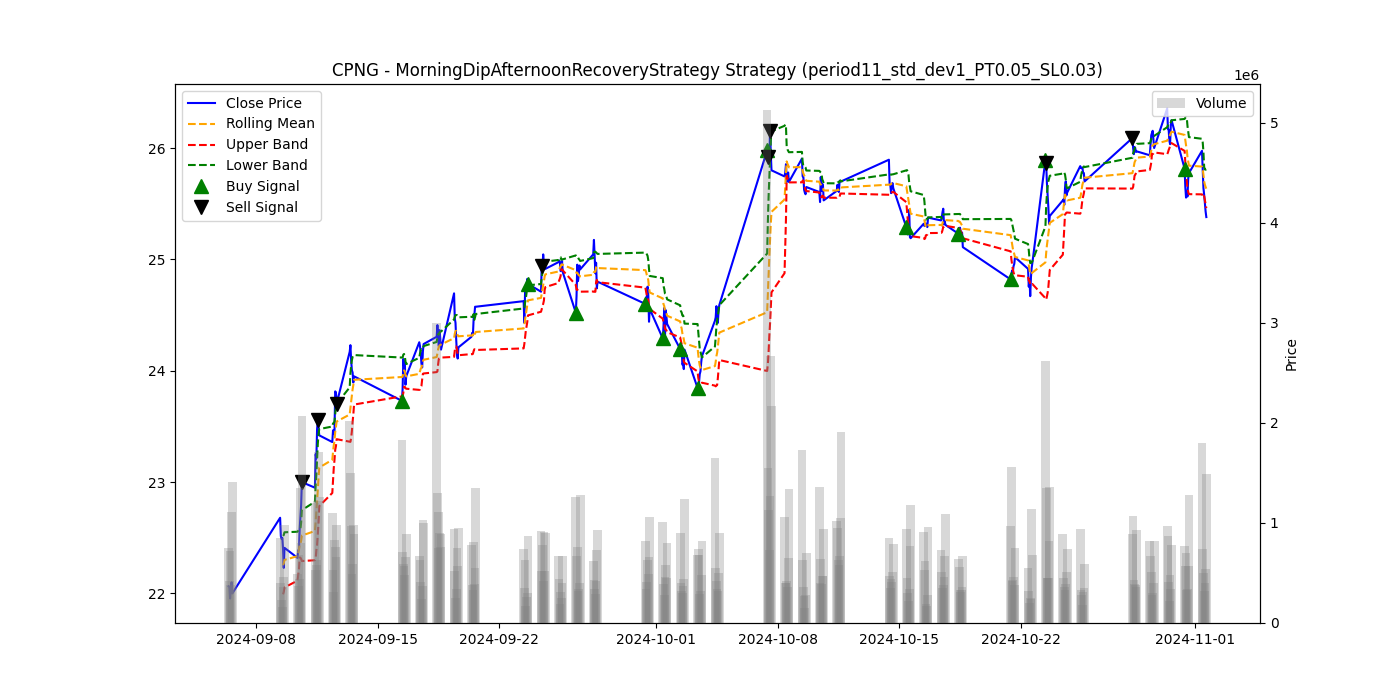 CPNG - MorningDipAfternoonRecoveryStrategy Strategy (period11_std_dev1_PT0.05_SL0.03)
1e6
Close Price
Rolling Mean
Upper Band
Lower Band
Buy Signal
Sell Signal
Volume
26
25
24
23
22
5
4
3
2
1
0
Price
2024-09-08
2024-09-15
2024-09-22
2024-10-01
2024-10-08
2024-10-15
2024-10-22
2024-11-01